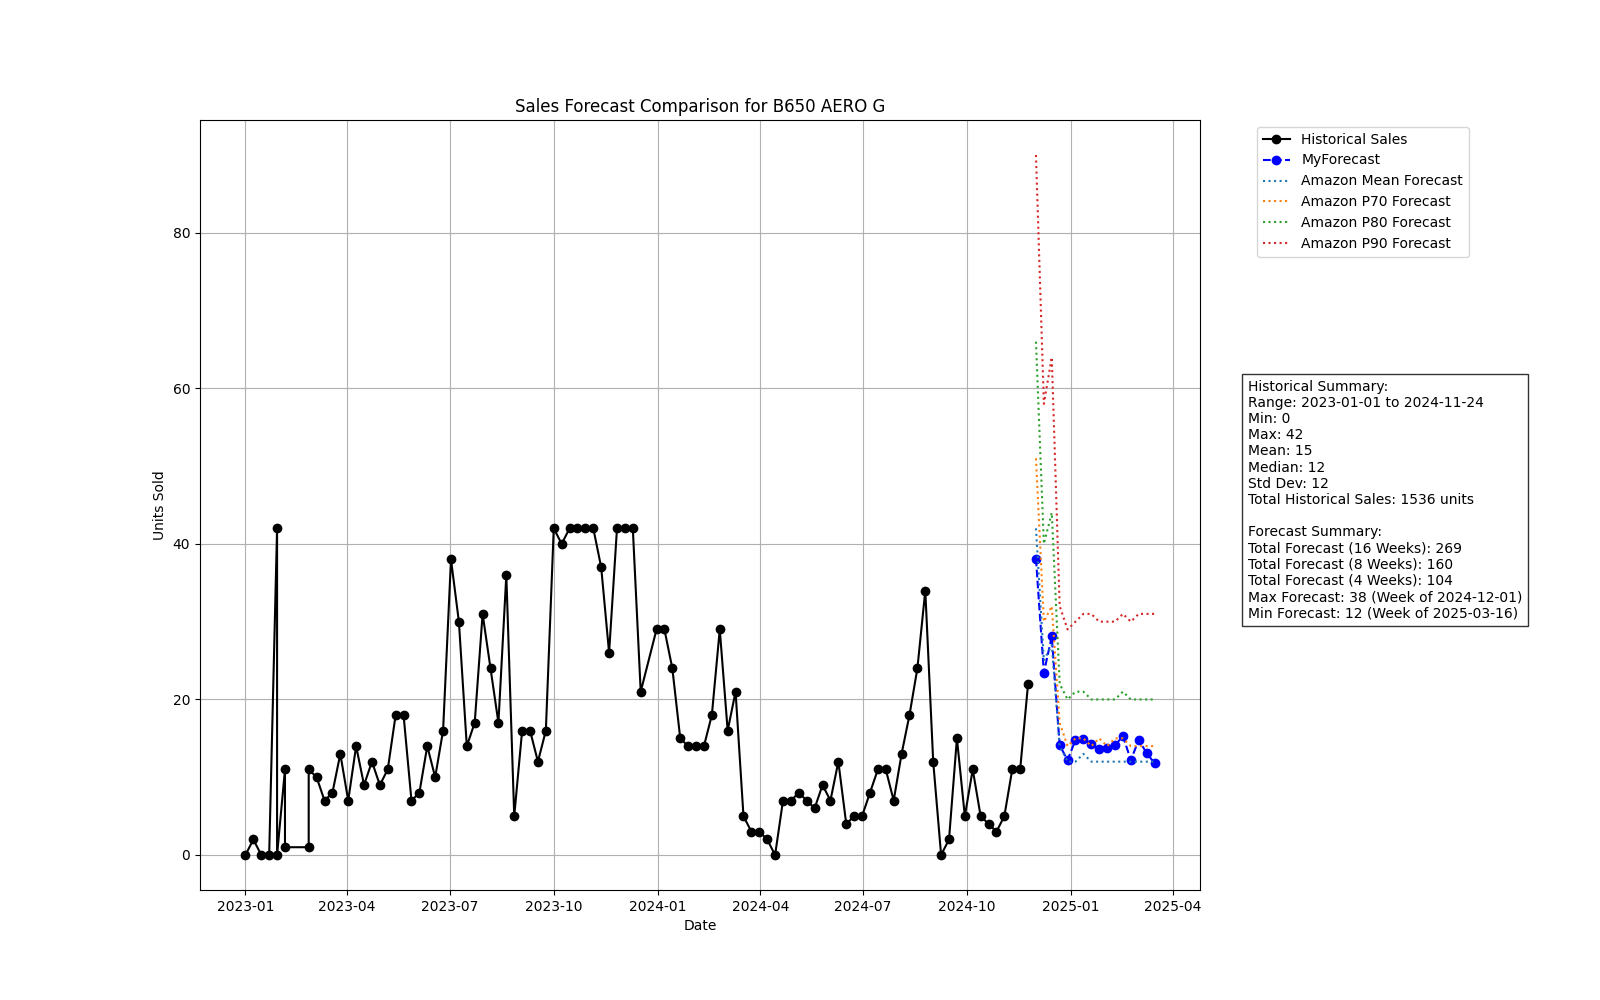 Sales Forecast Comparison for B650 AERO G
Units Sold
80
60
40
20
0
2023-01
2023-04
2023-07
2023-10
2024-01
2024-04
2024-07
2024-10
2025-01
2025-04
Date
Historical Sales
MyForecast
Amazon Mean Forecast
Amazon P70 Forecast
Amazon P80 Forecast
Amazon P90 Forecast
Historical Summary:
Range: 2023-01-01 to 2024-11-24
Min: 0
Max: 42
Mean: 15
Median: 12
Std Dev: 12
Total Historical Sales: 1536 units
Forecast Summary:
Total Forecast (16 Weeks): 269
Total Forecast (8 Weeks): 160
Total Forecast (4 Weeks): 104
Max Forecast: 38 (Week of 2024-12-01)
Min Forecast: 12 (Week of 2025-03-16)